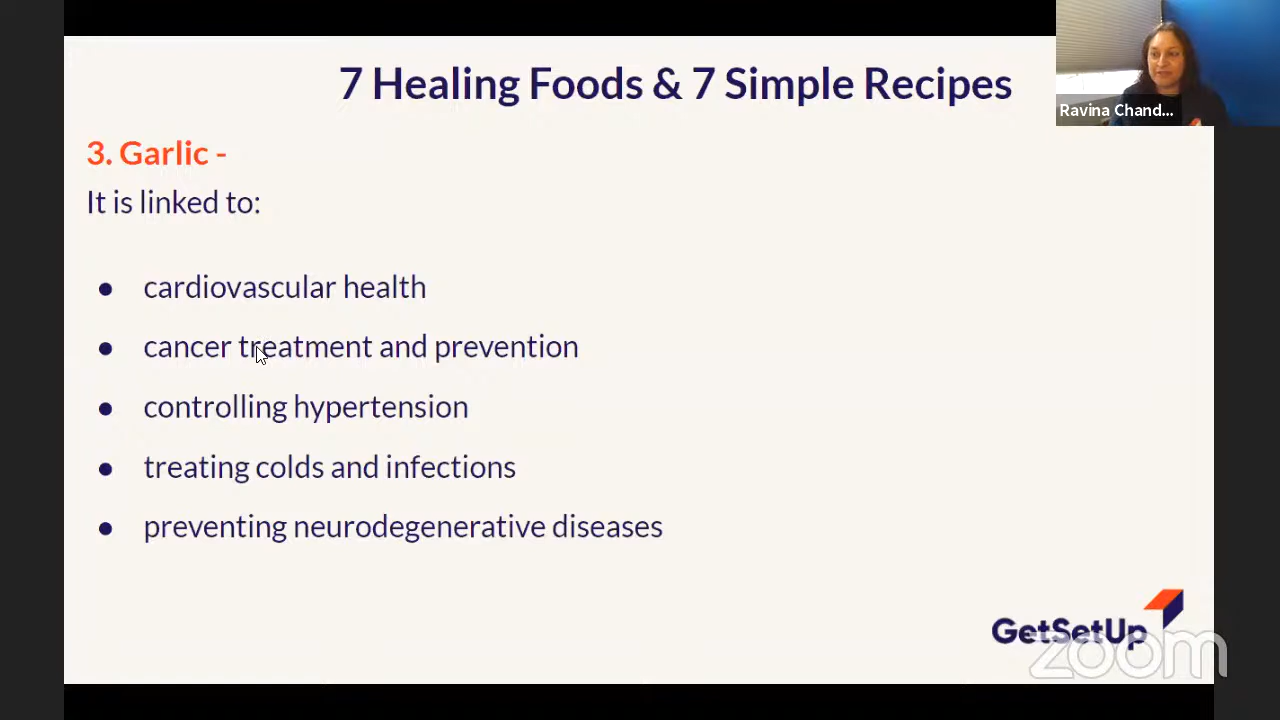 7 Healing Foods & 7 Simple Recipes
Ravina Chand...
3. Garlic -
It is linked to:
● cardiovascular health
● cancer treatment and prevention
● controlling hypertension
● treating colds and infections
● preventing neurodegenerative diseases
GetSetUp
zoom